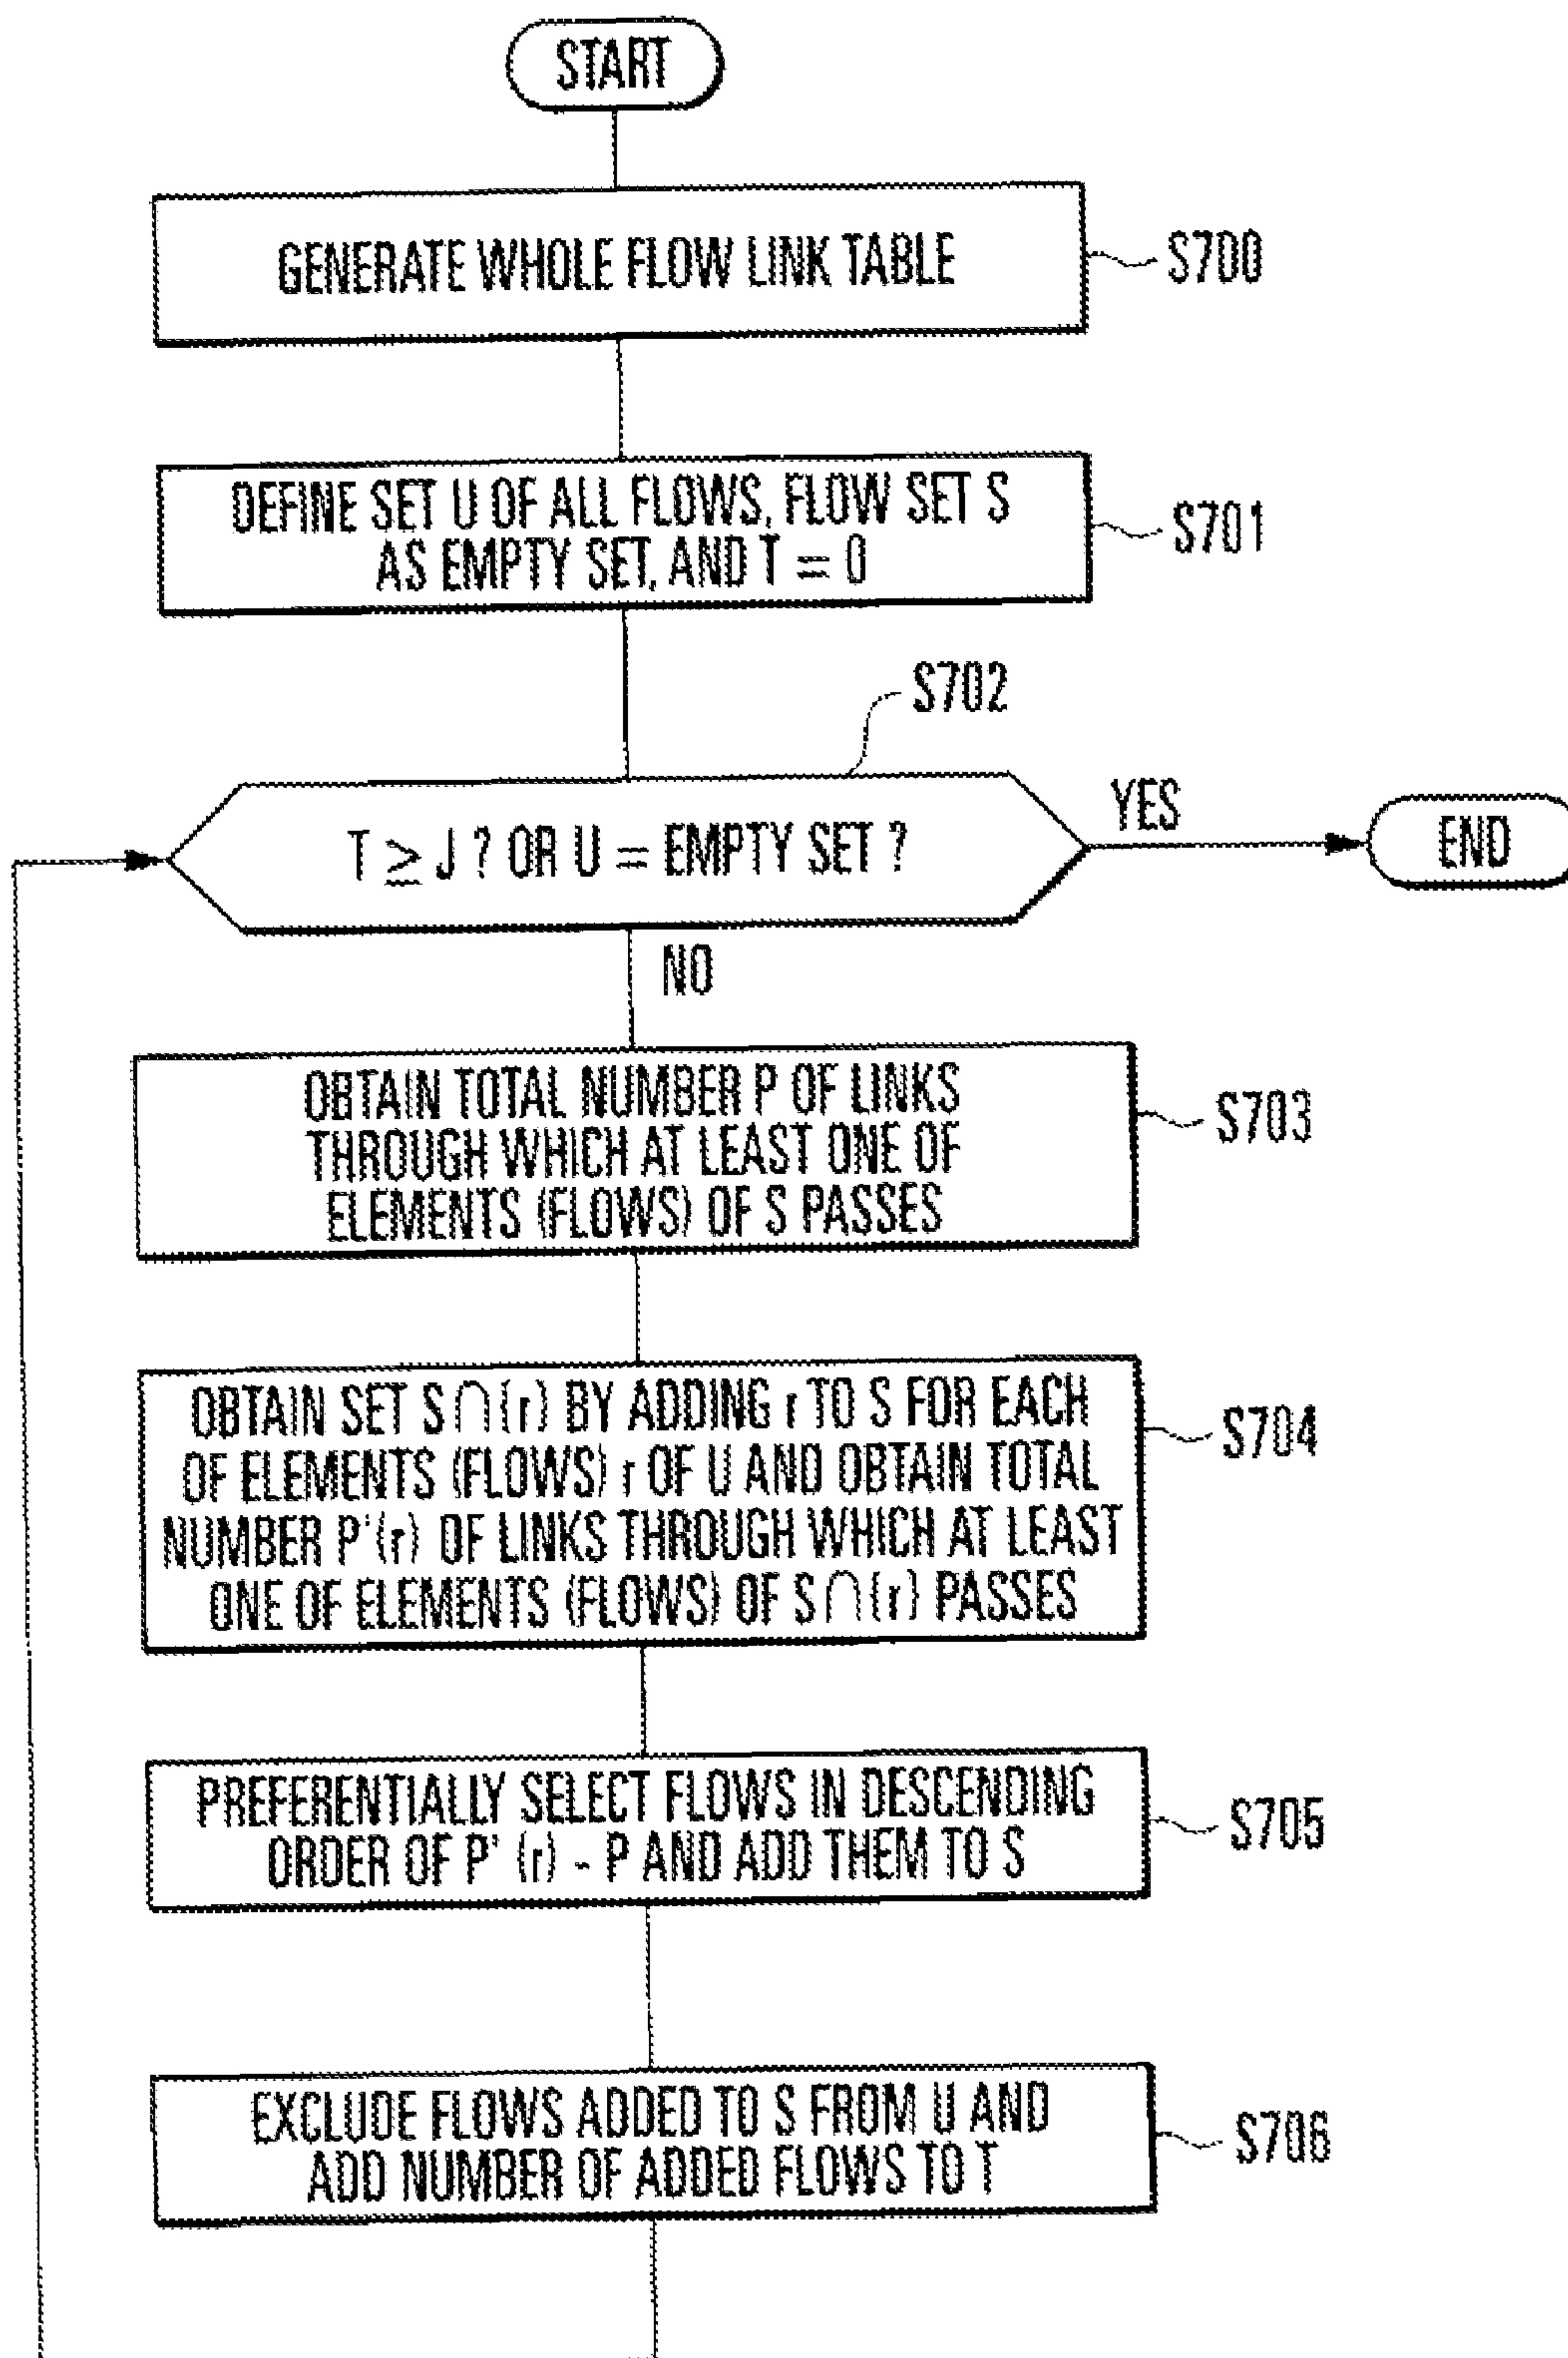 START
GENERATE WHOLE FLOW LINK TABLE
S700
DEFINE SET U OF ALL FLOWS, FLOW SET S
AS EMPTY SET, AND T = 0
S701
S702
T ≥ J ? OR U = EMPTY SET ?
YES
END
NO
OBTAIN TOTAL NUMBER P OF LINKS
THROUGH WHICH AT LEAST ONE OF
ELEMENTS (FLOWS) OF S PASSES
S703
OBTAIN SET S∩{r} BY ADDING r TO S FOR EACH
OF ELEMENTS (FLOWS) r OF U AND OBTAIN TOTAL
NUMBER P'(r) OF LINKS THROUGH WHICH AT LEAST
ONE OF ELEMENTS (FLOWS) OF S∩{r} PASSES
S704
PREFERENTIALLY SELECT FLOWS IN DESCENDING
ORDER OF P' (r) - P AND ADD THEM TO S
S705
EXCLUDE FLOWS ADDED TO S FROM U AND
ADD NUMBER OF ADDED FLOWS TO T
S706